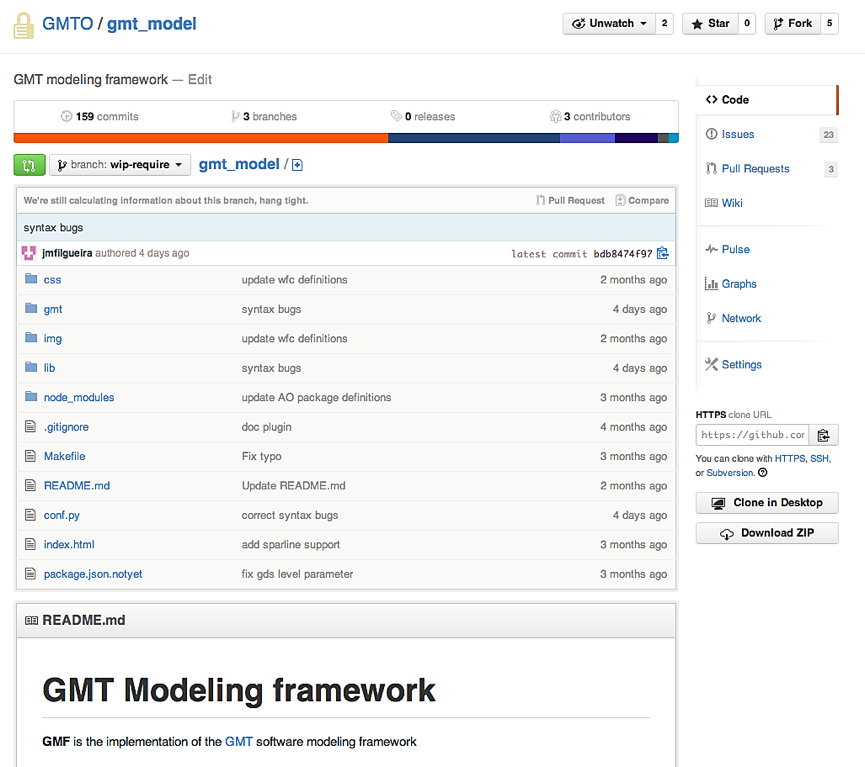 GMTO / gmt_model
Unwatch 2 Star 0 Fork 5
GMT modeling framework — Edit
159 commits 3 branches 0 releases 3 contributors
branch: wip-require gmt_model /
We're still calculating information about this branch, hang tight. Pull Request Compare
syntax bugs
jmfilgueira authored 4 days ago latest commit bdb8474f97
css update wfc definitions 2 months ago
gmt syntax bugs 4 days ago
img update wfc definitions 2 months ago
lib syntax bugs 4 days ago
node_modules update AO package definitions 3 months ago
.gitignore doc plugin 4 months ago
Makefile Fix typo 3 months ago
README.md Update README.md 2 months ago
conf.py correct syntax bugs 4 days ago
index.html add sparline support 3 months ago
package.json.notyet fix gds level parameter 3 months ago
README.md
GMT Modeling framework
GMF is the implementation of the GMT software modeling framework
Code
Issues 23
Pull Requests 3
Wiki
Pulse
Graphs
Network
Settings
HTTPS clone URL
https://github.cor
You can clone with HTTPS, SSH,
or Subversion.
Clone in Desktop
Download ZIP